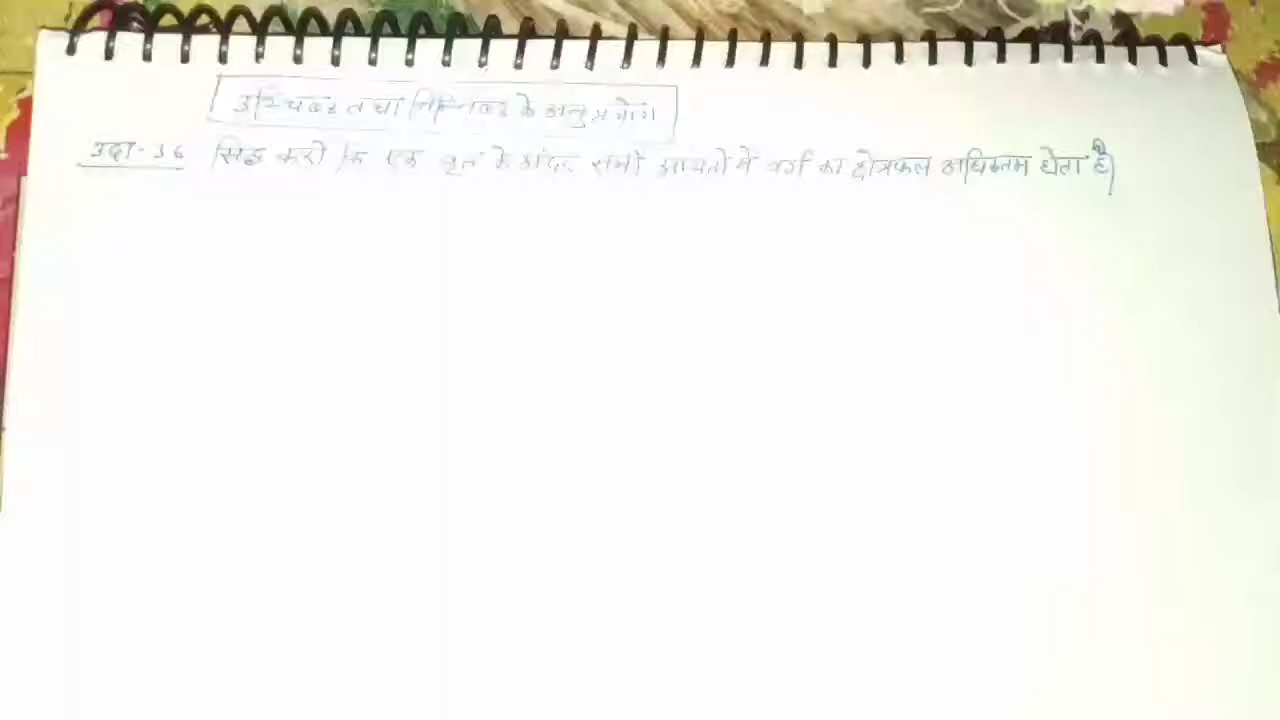 उच्चिष्ठ तथा निम्निष्ठ के अनुप्रयोग
उदा-36 सिद्ध करो कि एक वृत के अंदर सभी आयतों में वर्ग का क्षेत्रफल अधिकतम होता है।